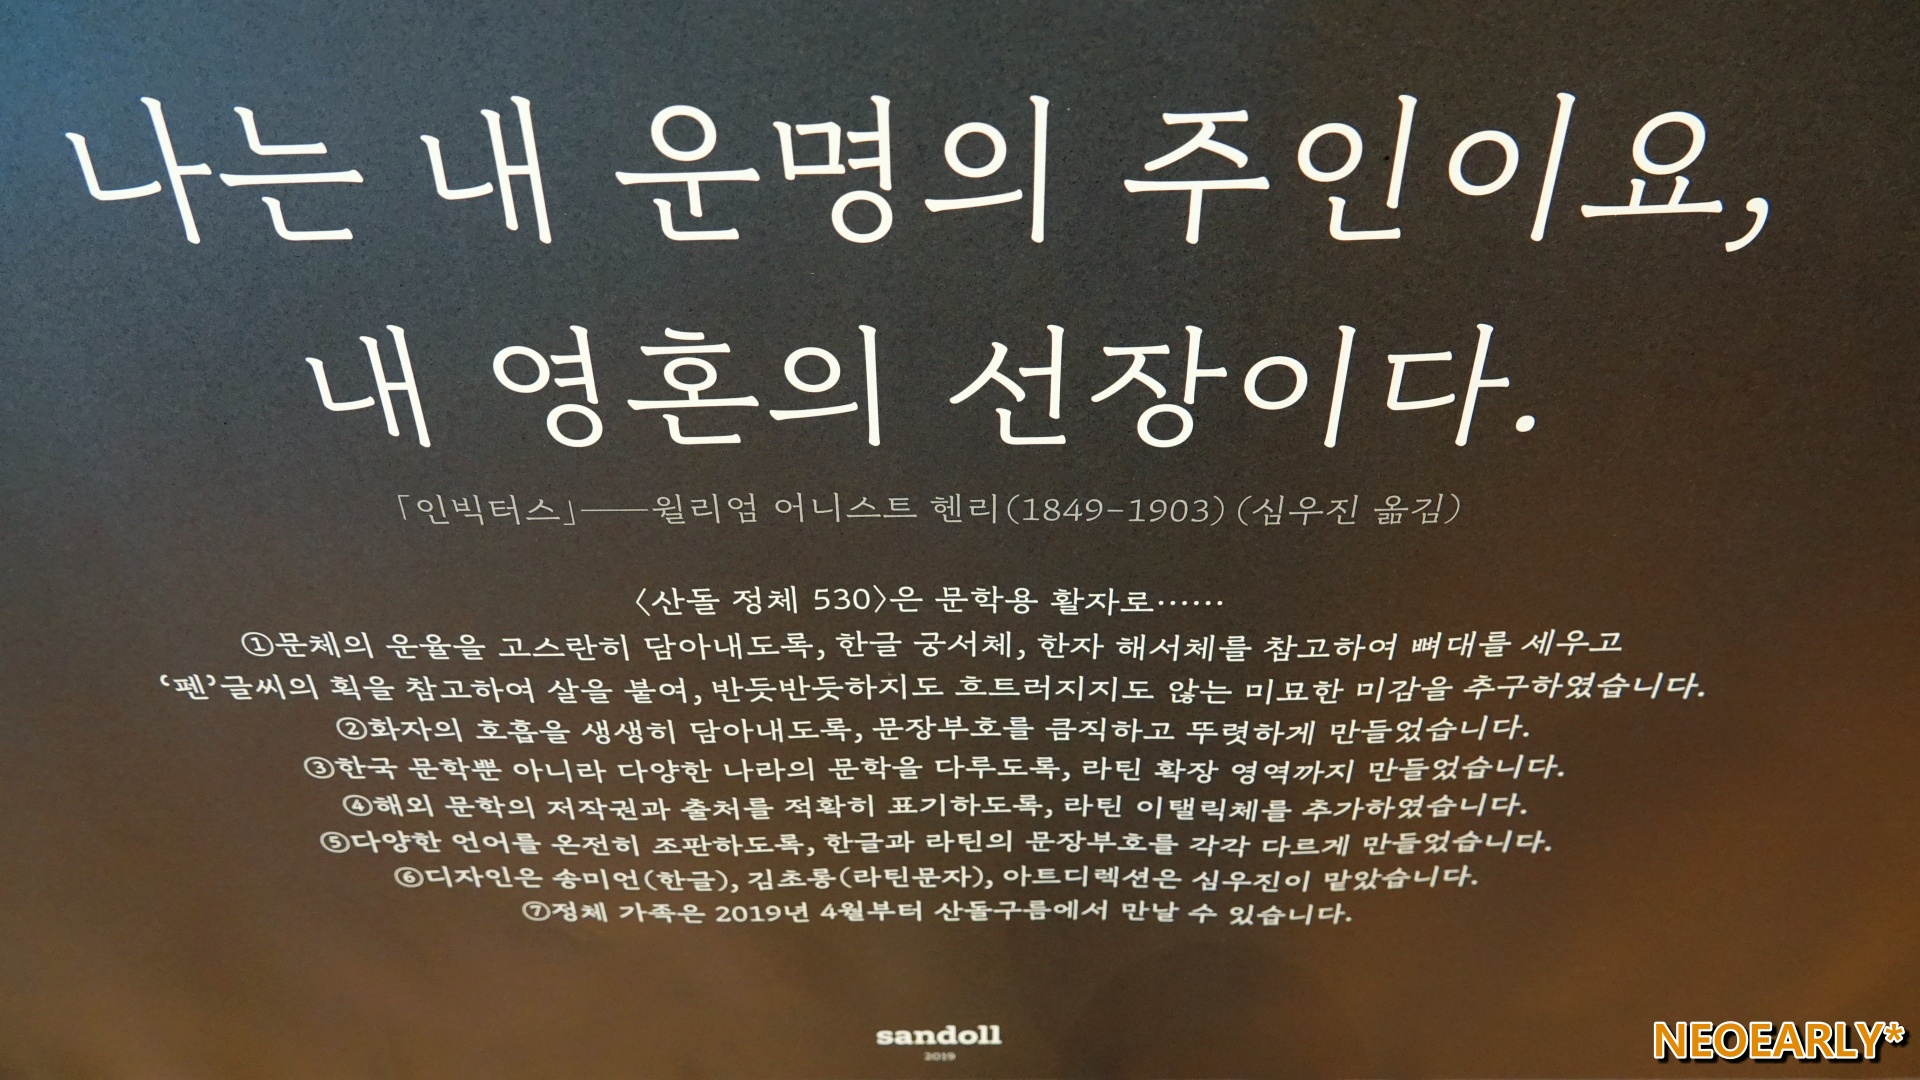 나는 내 운명의 주인이요,
내 영혼의 선장이다.
「인빅터스」──윌리엄 어니스트 헨리(1849-1903) (심우진 옮김)
〈산돌 정체 530〉은 문학용 활자로……
①문체의 운율을 고스란히 담아내도록, 한글 궁서체, 한자 해서체를 참고하여 뼈대를 세우고
‘펜’글씨의 획을 참고하여 살을 붙여, 반듯반듯하지도 흐트러지지도 않는 미묘한 미감을 추구하였습니다.
②화자의 호흡을 생생히 담아내도록, 문장부호를 큼직하고 뚜렷하게 만들었습니다.
③한국 문학뿐 아니라 다양한 나라의 문학을 다루도록, 라틴 확장 영역까지 만들었습니다.
④해외 문학의 저작권과 출처를 적확히 표기하도록, 라틴 이탤릭체를 추가하였습니다.
⑤다양한 언어를 온전히 조판하도록, 한글과 라틴의 문장부호를 각각 다르게 만들었습니다.
⑥디자인은 송미언(한글), 김초롱(라틴문자), 아트디렉션은 심우진이 맡았습니다.
⑦정체 가족은 2019년 4월부터 산돌구름에서 만날 수 있습니다.
sandoll
2019
NEOEARLY*